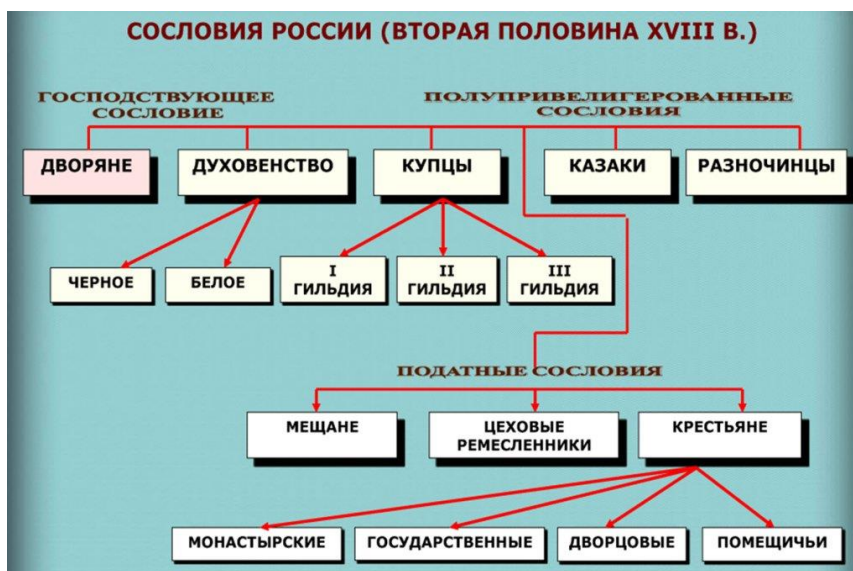 СОСЛОВИЯ РОССИИ (ВТОРАЯ ПОЛОВИНА XVIII В.)
ГОСПОДСТВУЮЩЕЕ
СОСЛОВИЕ
ПОЛУПРИВЕЛИГЕРОВАННЫЕ
СОСЛОВИЯ
ДВОРЯНЕ
ДУХОВЕНСТВО
КУПЦЫ
КАЗАКИ
РАЗНОЧИНЦЫ
ЧЕРНОЕ
БЕЛОЕ
I
ГИЛЬДИЯ
II
ГИЛЬДИЯ
III
ГИЛЬДИЯ
ПОДАТНЫЕ СОСЛОВИЯ
МЕЩАНЕ
ЦЕХОВЫЕ
РЕМЕСЛЕННИКИ
КРЕСТЬЯНЕ
МОНАСТЫРСКИЕ
ГОСУДАРСТВЕННЫЕ
ДВОРЦОВЫЕ
ПОМЕЩИЧЬИ